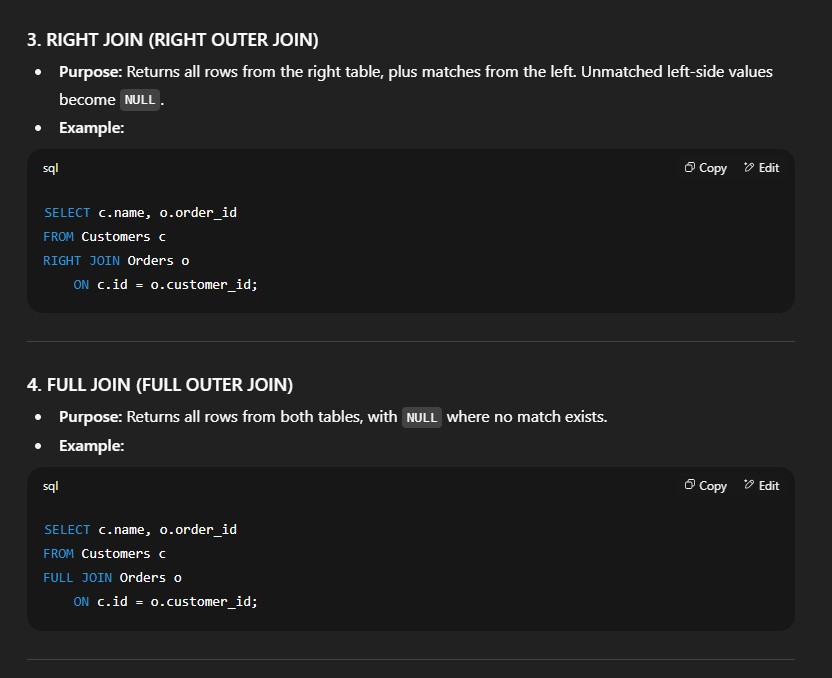 3. RIGHT JOIN (RIGHT OUTER JOIN)
• Purpose: Returns all rows from the right table, plus matches from the left. Unmatched left-side values
become NULL.
• Example:
sql Copy Edit
SELECT c.name, o.order_id
FROM Customers c
RIGHT JOIN Orders o
    ON c.id = o.customer_id;
4. FULL JOIN (FULL OUTER JOIN)
• Purpose: Returns all rows from both tables, with NULL where no match exists.
• Example:
sql Copy Edit
SELECT c.name, o.order_id
FROM Customers c
FULL JOIN Orders o
    ON c.id = o.customer_id;